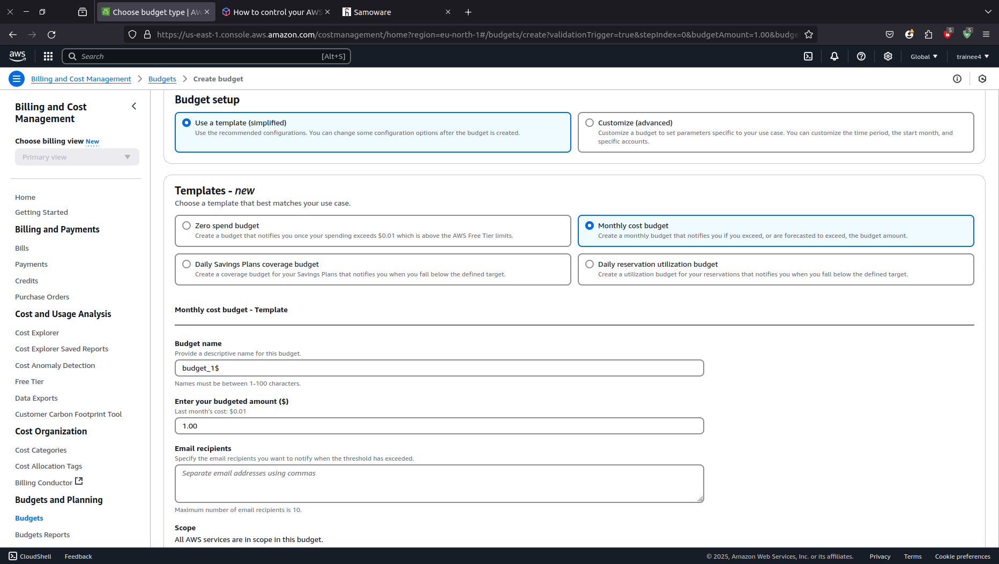 Choose budget type | AW
How to control your AWS
Samoware
https://us-east-1.console.aws.amazon.com/costmanagement/home?region=eu-north-1#/budgets/create?validationTrigger=true&stepIndex=0&budgetAmount=1.00&budge
5
5
aws
Search
[Alt+S]
Global
trainee4
Billing and Cost Management
Budgets
Create budget
Billing and Cost
Management
Choose billing view New
Primary view
Home
Getting Started
Billing and Payments
Bills
Payments
Credits
Purchase Orders
Cost and Usage Analysis
Cost Explorer
Cost Explorer Saved Reports
Cost Anomaly Detection
Free Tier
Data Exports
Customer Carbon Footprint Tool
Cost Organization
Cost Categories
Cost Allocation Tags
Billing Conductor
Budgets and Planning
Budgets
Budgets Reports
Budget setup
Use a template (simplified)
Use the recommended configurations. You can change some configuration options after the budget is created.
Customize (advanced)
Customize a budget to set parameters specific to your use case. You can customize the time period, the start month, and
specific accounts.
Templates - new
Choose a template that best matches your use case.
Zero spend budget
Create a budget that notifies you once your spending exceeds $0.01 which is above the AWS Free Tier limits.
Monthly cost budget
Create a monthly budget that notifies you if you exceed, or are forecasted to exceed, the budget amount.
Daily Savings Plans coverage budget
Create a coverage budget for your Savings Plans that notifies you when you fall below the defined target.
Daily reservation utilization budget
Create a utilization budget for your reservations that notifies you when you fall below the defined target.
Monthly cost budget - Template
Budget name
Provide a descriptive name for this budget.
budget_1$
Names must be between 1-100 characters.
Enter your budgeted amount ($)
Last month's cost: $0.01
1.00
Email recipients
Specify the email recipients you want to notify when the threshold has exceeded.
Separate email addresses using commas
Maximum number of email recipients is 10.
Scope
All AWS services are in scope in this budget.
CloudShell
Feedback
© 2025, Amazon Web Services, Inc. or its affiliates.
Privacy
Terms
Cookie preferences